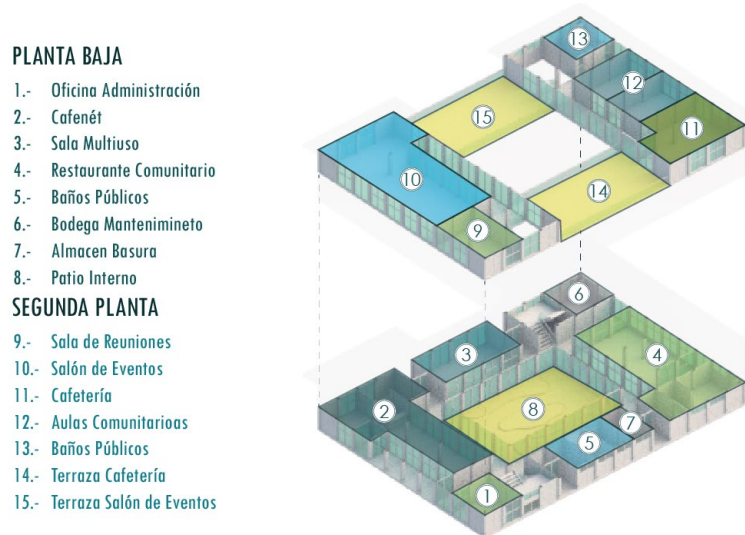 PLANTA BAJA
1.- Oficina Administración
2.- Cafenét
3.- Sala Multiuso
4.- Restaurante Comunitario
5.- Baños Públicos
6.- Bodega Mantenimineto
7.- Almacen Basura
8.- Patio Interno
SEGUNDA PLANTA
9.- Sala de Reuniones
10.- Salón de Eventos
11.- Cafetería
12.- Aulas Comunitarioas
13.- Baños Públicos
14.- Terraza Cafetería
15.- Terraza Salón de Eventos
13
12
15
11
10
14
9
6
3
4
2
8
7
5
1